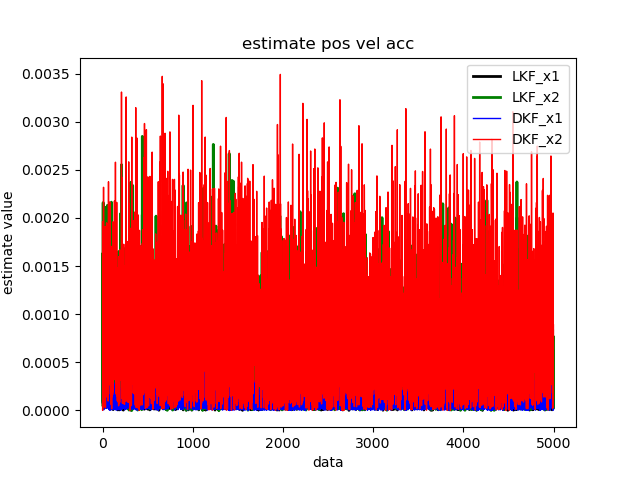 estimate pos vel acc
LKF_x1
LKF_x2
DKF_x1
DKF_x2
estimate value
0.0035
0.0030
0.0025
0.0020
0.0015
0.0010
0.0005
0.0000
0 1000 2000 3000 4000 5000
data